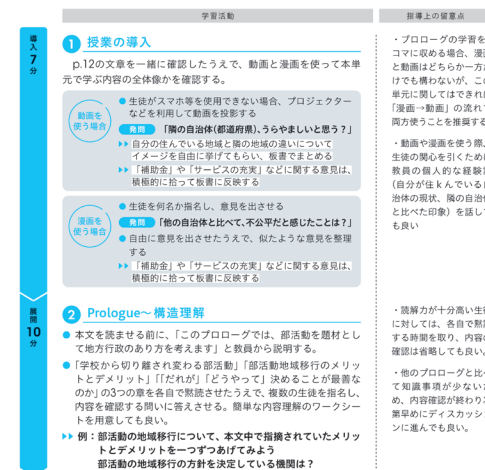 学習活動
指導上の留意点
導入7分
1 授業の導入
p.12の文章を一緒に確認したうえで、動画と漫画を使って本単
元で学ぶ内容の全体像かを確認する。
動画を
使う場合
● 生徒がスマホ等を使用できない場合、プロジェクター
などを利用して動画を投影する
発問 「隣の自治体(都道府県)、うらやましいと思う？」
▶▶ 自分の住んでいる地域と隣の地域の違いについて
イメージを自由に挙げてもらい、板書でまとめる
▶▶ 「補助金」や「サービスの充実」などに関する意見は、
積極的に拾って板書に反映する
漫画を
使う場合
● 生徒を何名か指名し、意見を出させる
発問 「他の自治体と比べて、不公平だと感じたことは？」
● 自由に意見を出させたうえで、似たような意見を整理
する
▶▶ 「補助金」や「サービスの充実」などに関する意見は、
積極的に拾って板書に反映する
・プロローグの学習を
コマに収める場合、漫
と動画はどちらか一方だ
けでも構わないが、この
単元に関してはできれば
「漫画→動画」の流れで
両方使うことを推奨する
・動画や漫画を使う際、
生徒の関心を引くために
教員の個人的な経験
(自分が住kんでいる自
治体の現状、隣の自治
と比べた印象）を話して
も良い
展開10分
2 Prologue～構造理解
● 本文を読ませる前に、「このプロローグでは、部活動を題材とし
て地方行政のあり方を考えます」と教員から説明する。
● 「学校から切り離され変わる部活動」「部活動地域移行のメリッ
トとデメリット」「「だれが」「どうやって」決めることが最善な
のか」の3つの章を各自で黙読させたうえで、複数の生徒を指名し、
内容を確認する問いに答えさせる。簡単な内容理解のワークシー
トを用意しても良い。
▶▶ 例：部活動の地域移行について、本文中で指摘されていたメリッ
トとデメリットを一つずつあげてみよう
部活動の地域移行の方針を決定している機関は？
・読解力が十分高い生徒
に対しては、各自で黙読
する時間を取り、内容の
確認は省略しても良い。
・他のプロローグと比べ
て知識事項が少ないた
め、内容確認が終わり次
第早めにディスカッショ
ンに進んでも良い。